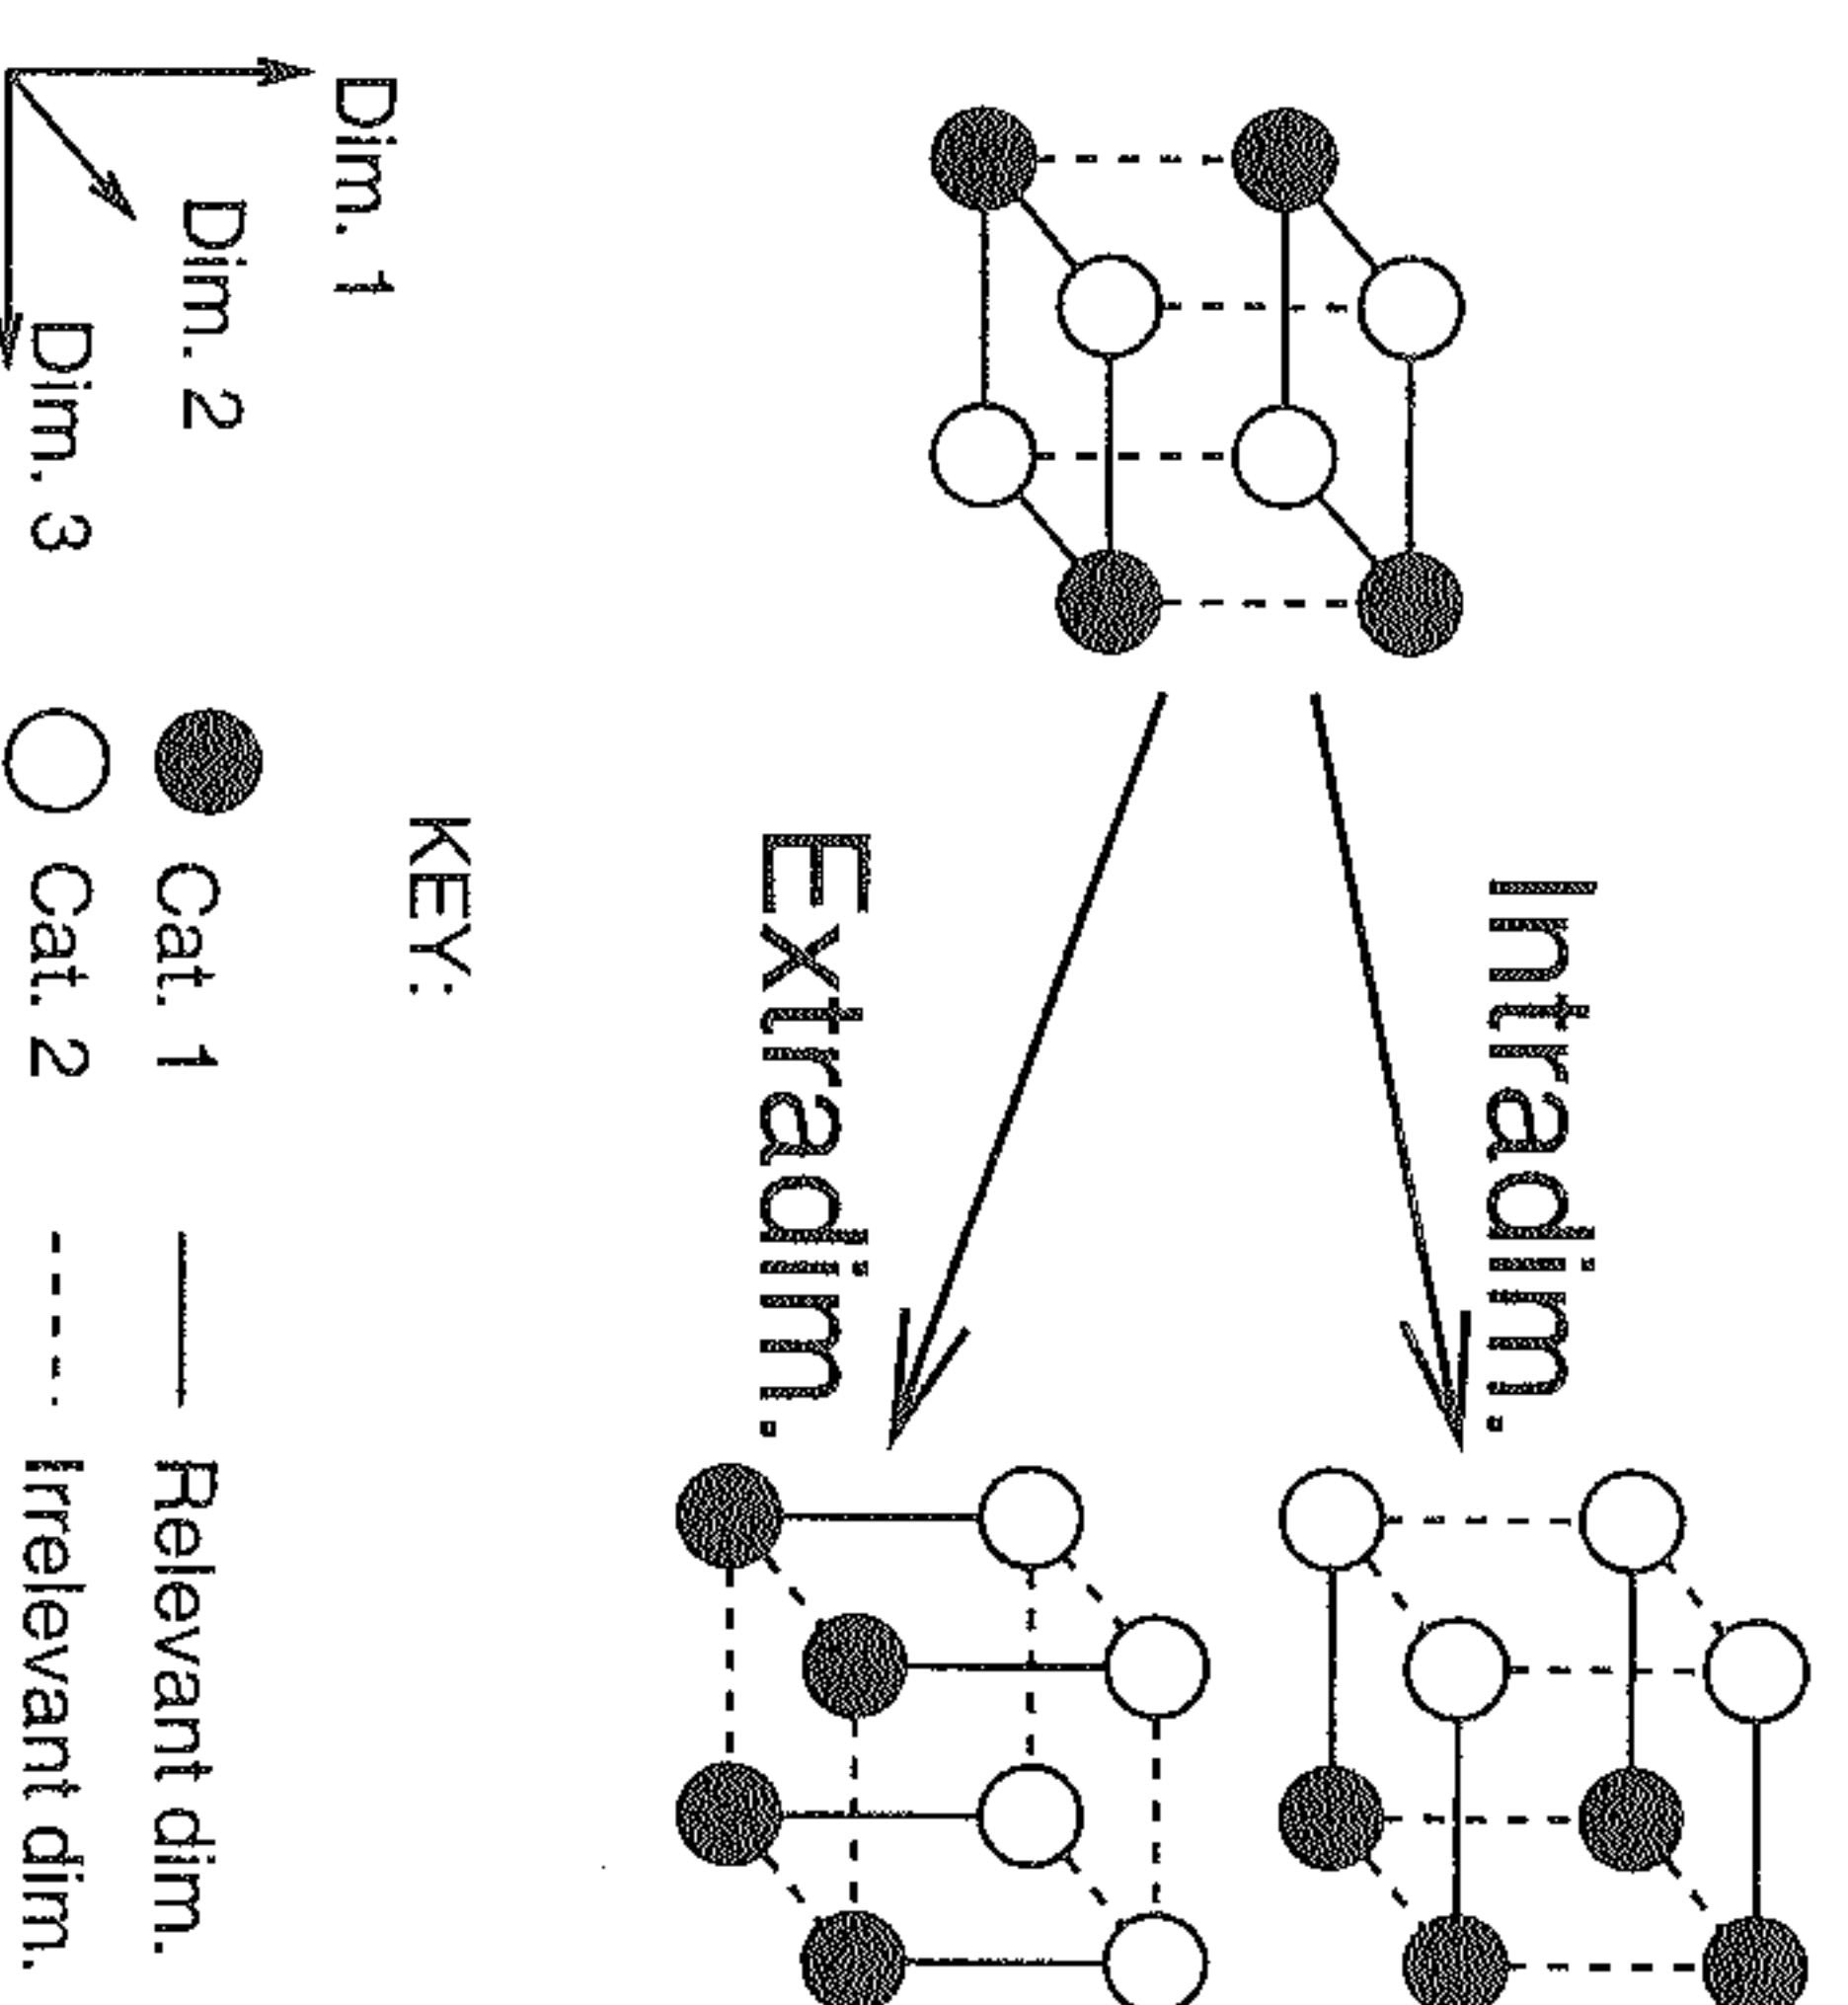 Intradim.
Extradim.
KEY:
Dim. 1
Dim. 2
Dim. 3
Cat. 1
Cat. 2
Relevant dim.
Irrelevant dim.